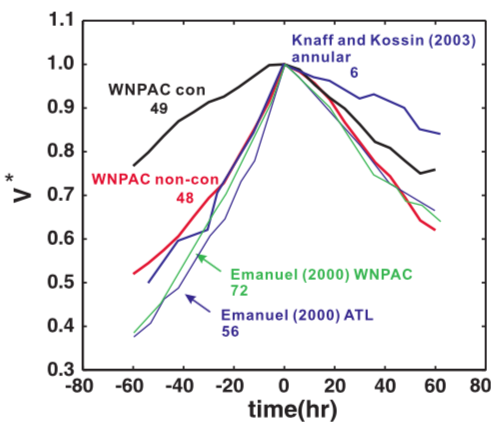 1.1
1.0
0.9
0.8
0.7
0.6
0.5
0.4
0.3
V*
Knaff and Kossin (2003)
annular
6
WNPAC con
49
WNPAC non-con
48
Emanuel (2000) WNPAC
72
Emanuel (2000) ATL
56
-80 -60 -40 -20 0 20 40 60 80
time(hr)